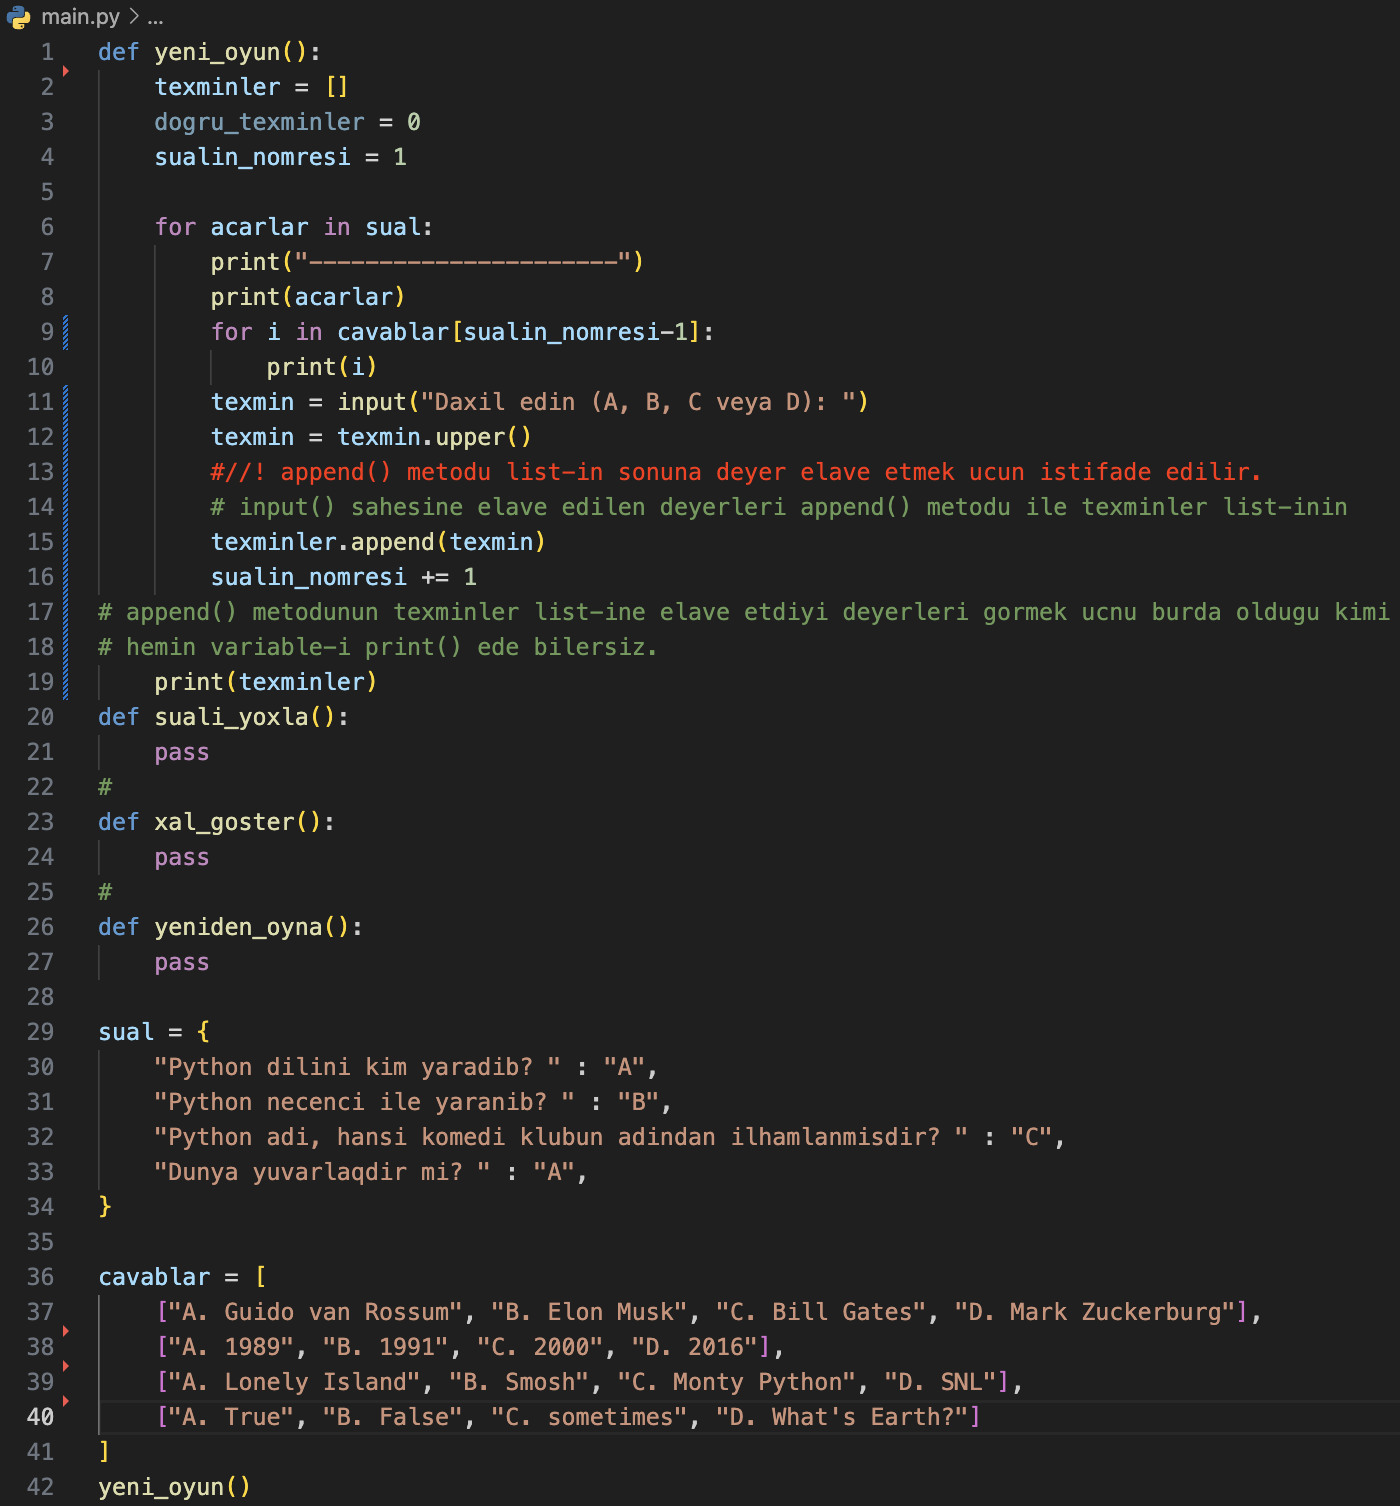 main.py > ...
1 def yeni_oyun():
2     texminler = []
3     dogru_texminler = 0
4     sualin_nomresi = 1
5
6     for acarlar in sual:
7         print("----------------------")
8         print(acarlar)
9         for i in cavablar[sualin_nomresi-1]:
10             print(i)
11         texmin = input("Daxil edin (A, B, C veya D): ")
12         texmin = texmin.upper()
13         #//! append() metodu list-in sonuna deyer elave etmek ucun istifade edilir.
14         # input() sahesine elave edilen deyerleri append() metodu ile texminler list-inin
15         texminler.append(texmin)
16         sualin_nomresi += 1
17 # append() metodunun texminler list-ine elave etdiyi deyerleri gormek ucnu burda oldugu kimi
18 # hemin variable-i print() ede bilersiz.
19     print(texminler)
20 def suali_yoxla():
21     pass
22 #
23 def xal_goster():
24     pass
25 #
26 def yeniden_oyna():
27     pass
28
29 sual = {
30     "Python dilini kim yaradib? " : "A",
31     "Python necenci ile yaranib? " : "B",
32     "Python adi, hansi komedi klubun adindan ilhamlanmisdir? " : "C",
33     "Dunya yuvarlaqdir mi? " : "A",
34 }
35
36 cavablar = [
37     ["A. Guido van Rossum", "B. Elon Musk", "C. Bill Gates", "D. Mark Zuckerburg"],
38     ["A. 1989", "B. 1991", "C. 2000", "D. 2016"],
39     ["A. Lonely Island", "B. Smosh", "C. Monty Python", "D. SNL"],
40     ["A. True", "B. False", "C. sometimes", "D. What's Earth?"]
41 ]
42 yeni_oyun()